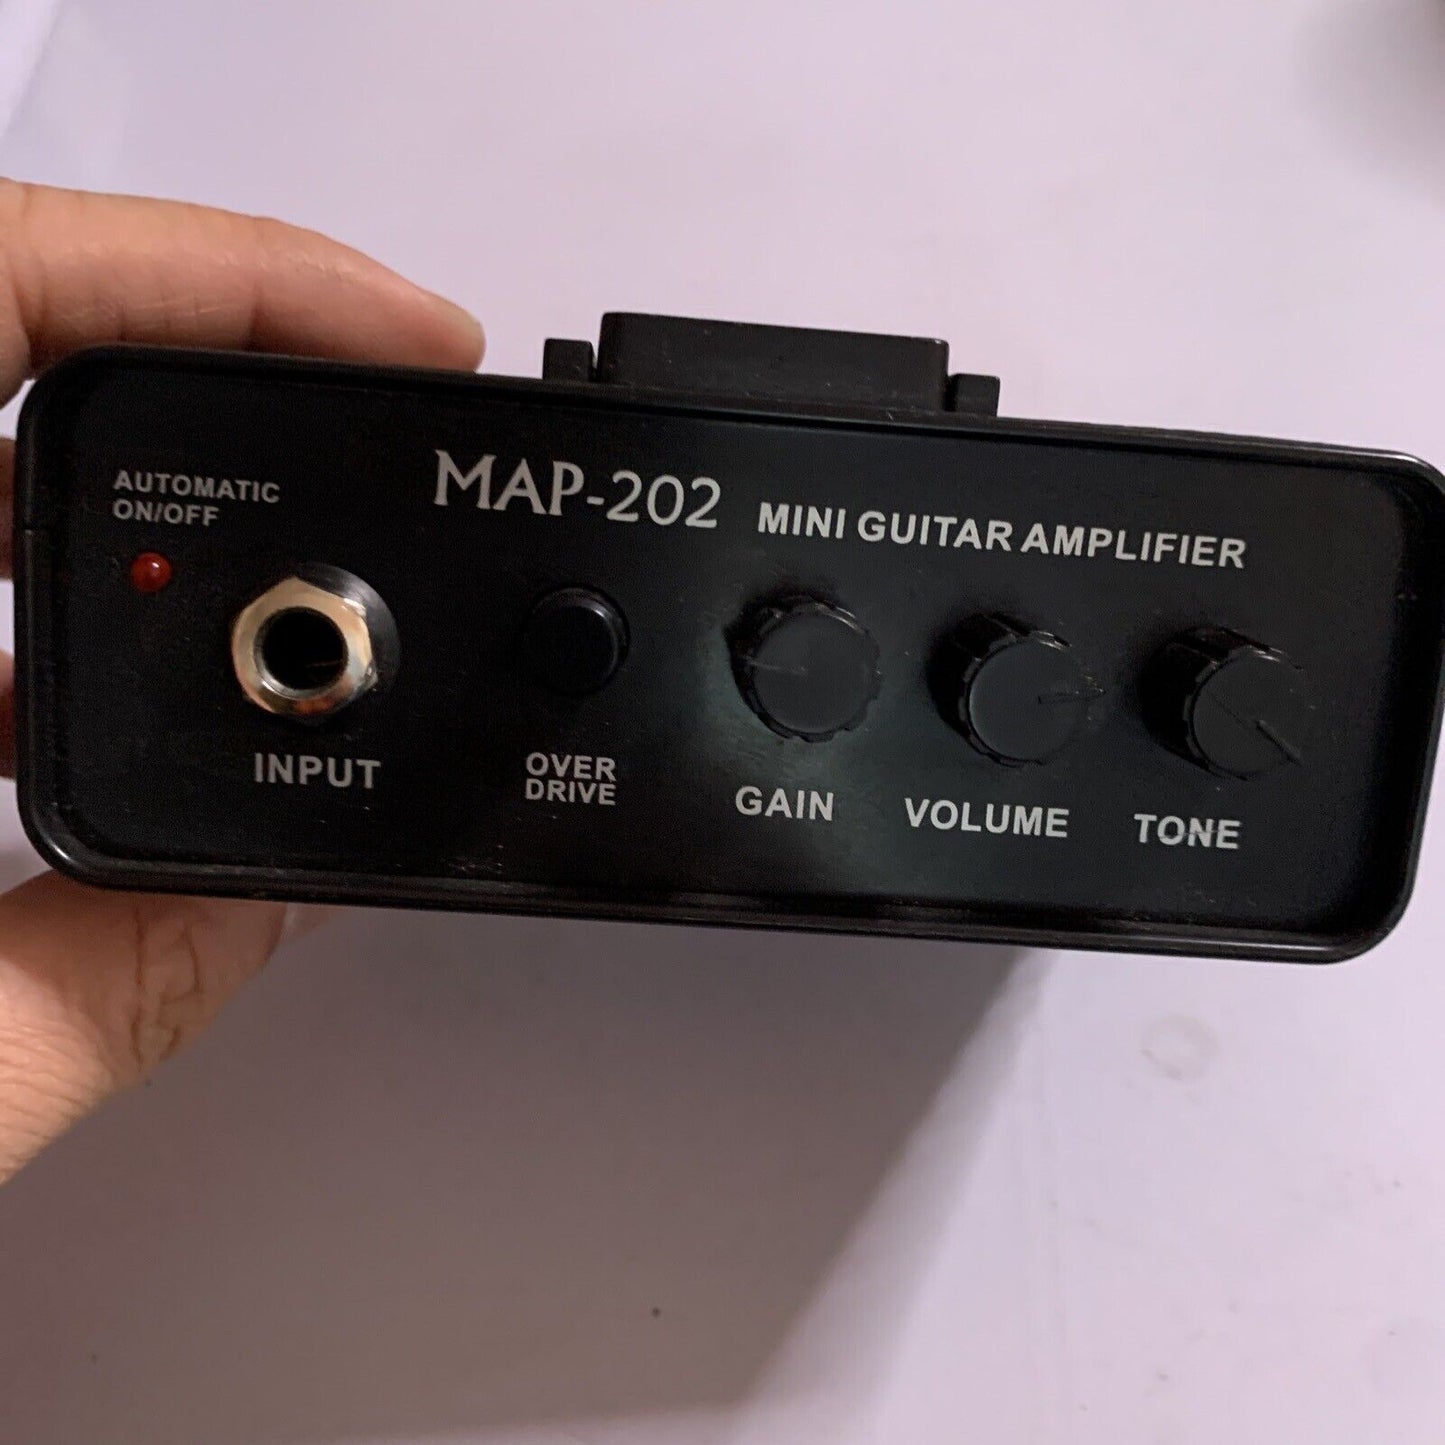 AUTOMATIC
ON/OFF
MAP-202
MINI GUITAR AMPLIFIER
INPUT
OVER
DRIVE
GAIN
VOLUME
TONE